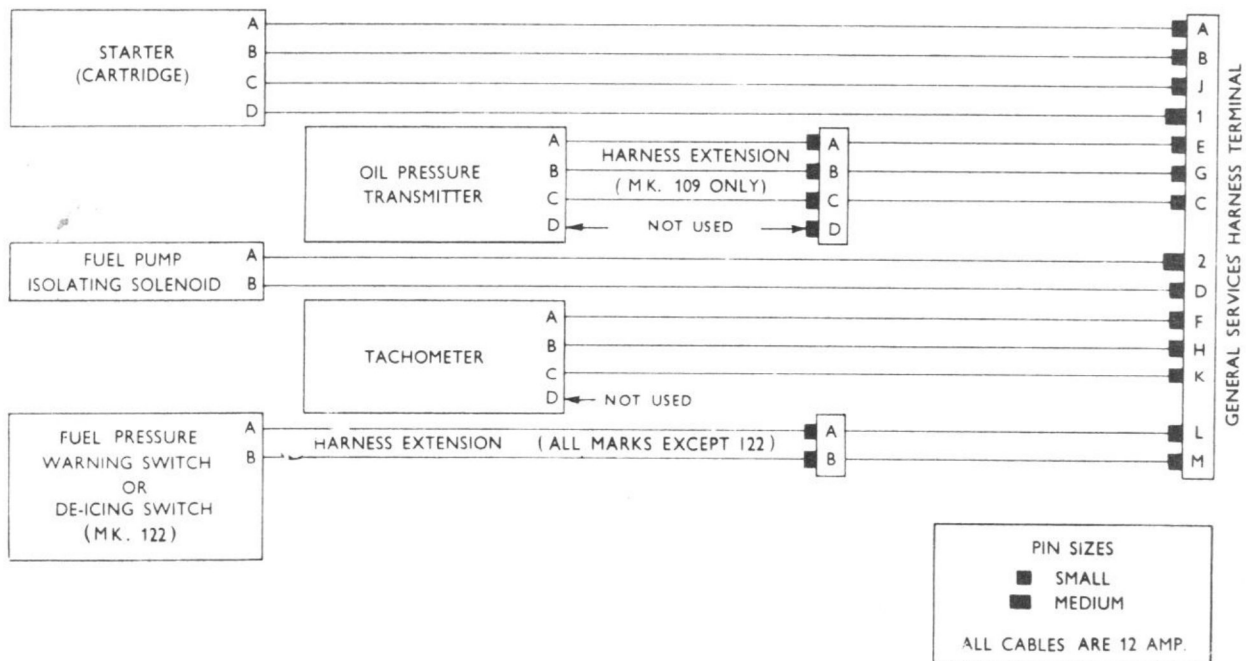 STARTER
(CARTRIDGE)
A
B
C
D
OIL PRESSURE
TRANSMITTER
A
B
C
D
HARNESS EXTENSION
(MK. 109 ONLY)
NOT USED
A
B
C
D
FUEL PUMP
ISOLATING SOLENOID
A
B
TACHOMETER
A
B
C
D
NOT USED
FUEL PRESSURE
WARNING SWITCH
OR
DE-ICING SWITCH
(MK. 122)
A
B
HARNESS EXTENSION (ALL MARKS EXCEPT 122)
A
B
A
B
J
1
E
G
C
2
D
F
H
K
L
M
GENERAL SERVICES HARNESS TERMINAL
PIN SIZES
SMALL
MEDIUM
ALL CABLES ARE 12 AMP.